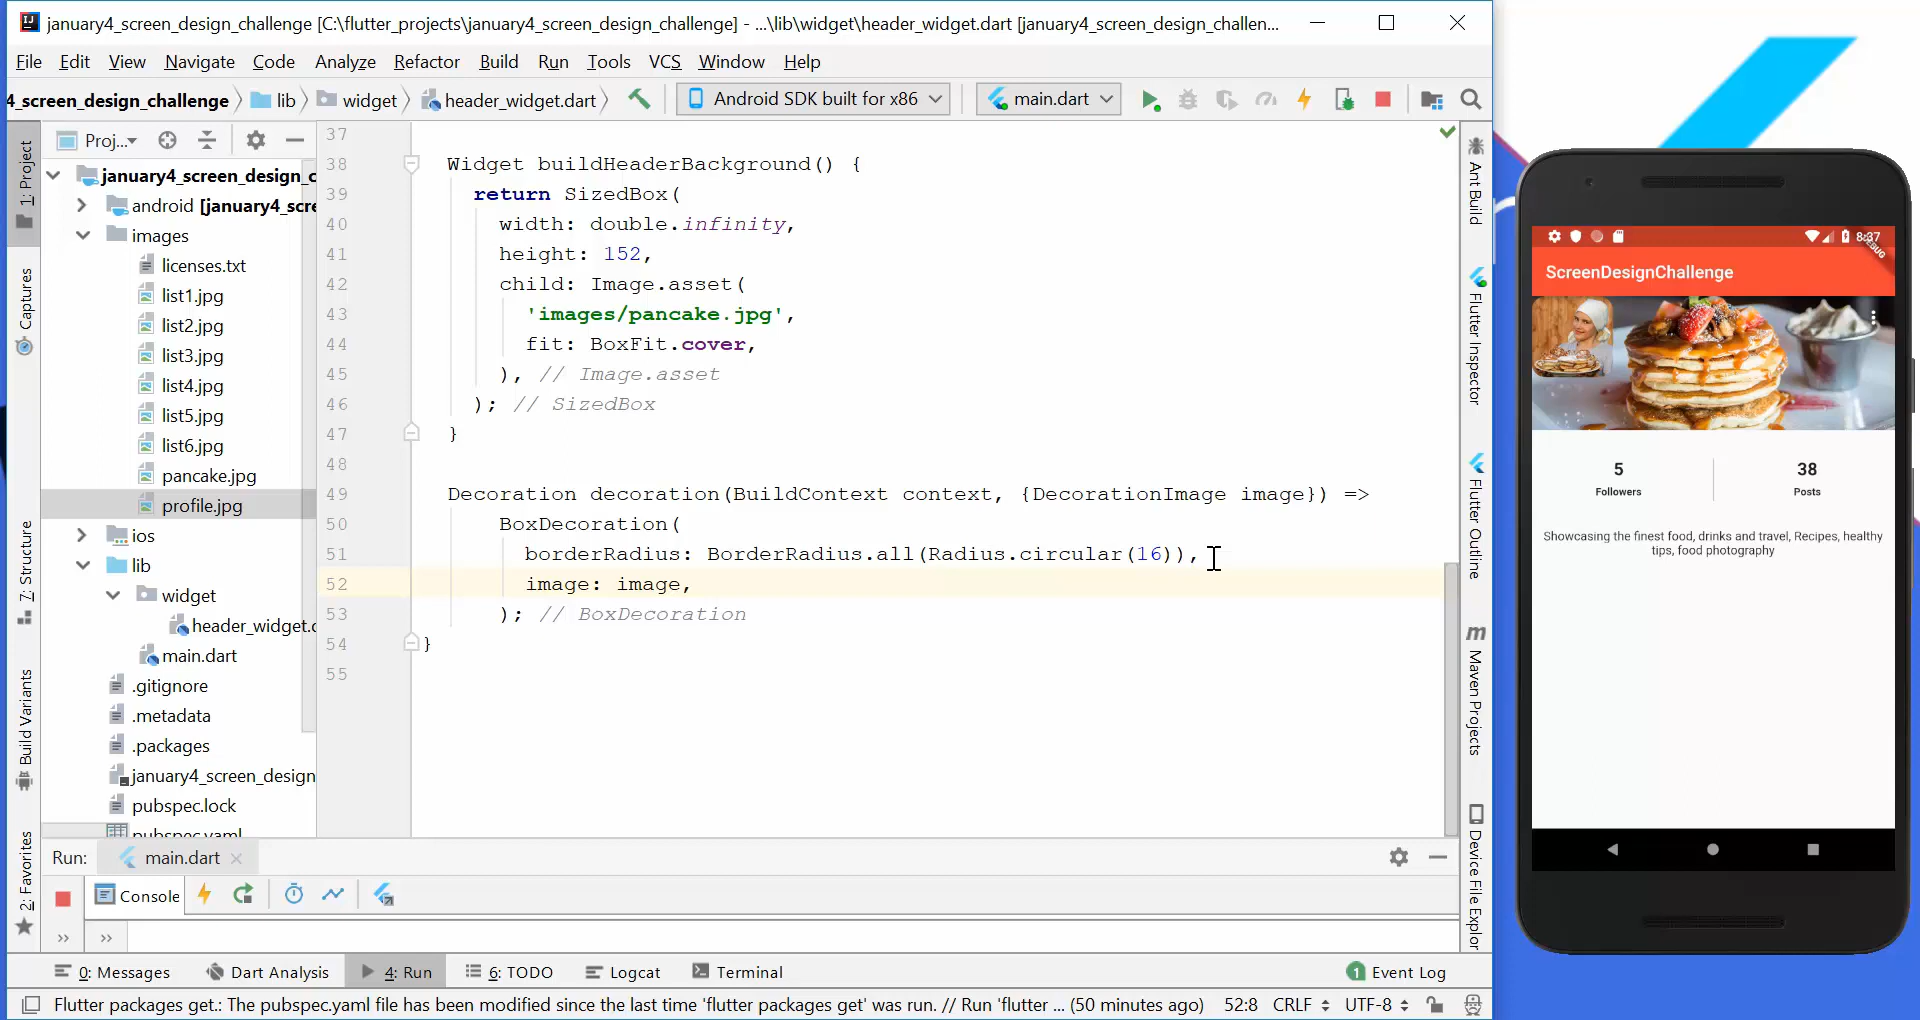 january4_screen_design_challenge [C:\flutter_projects\january4_screen_design_challenge] - ...\lib\widget\header_widget.dart [january4_screen_design_challen...
File Edit View Navigate Code Analyze Refactor Build Run Tools VCS Window Help
4_screen_design_challenge lib widget header_widget.dart Android SDK built for x86 main.dart
Proj...
january4_screen_design_c
android [january4_scre
images
licenses.txt
list1.jpg
list2.jpg
list3.jpg
list4.jpg
list5.jpg
list6.jpg
pancake.jpg
profile.jpg
ios
lib
widget
header_widget.c
main.dart
.gitignore
.metadata
.packages
january4_screen_design
pubspec.lock
pubspec.yaml
1: Project
Captures
7: Structure
Build Variants
2: Favorites
37
38 Widget buildHeaderBackground() {
39 return SizedBox(
40 width: double.infinity,
41 height: 152,
42 child: Image.asset(
43 'images/pancake.jpg',
44 fit: BoxFit.cover,
45 ), // Image.asset
46 ); // SizedBox
47 }
48
49 Decoration decoration(BuildContext context, {DecorationImage image}) =>
50 BoxDecoration(
51 borderRadius: BorderRadius.all(Radius.circular(16)),
52 image: image,
53 ); // BoxDecoration
54 }
55
Ant Build
Flutter Inspector
Flutter Outline
m Maven Projects
Device File Explor
Run: main.dart
Console
0: Messages Dart Analysis 4: Run 6: TODO Logcat Terminal 1 Event Log
Flutter packages get.: The pubspec.yaml file has been modified since the last time 'flutter packages get' was run. // Run 'flutter ... (50 minutes ago) 52:8 CRLF UTF-8
8:37
DEBUG
ScreenDesignChallenge
5 38
Followers Posts
Showcasing the finest food, drinks and travel, Recipes, healthy
tips, food photography